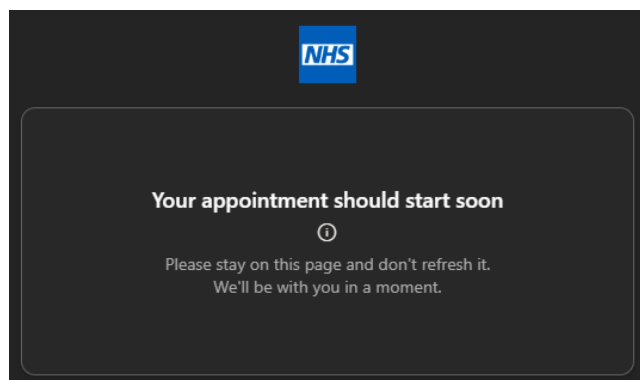 NHS
Your appointment should start soon
Please stay on this page and don't refresh it.
We'll be with you in a moment.